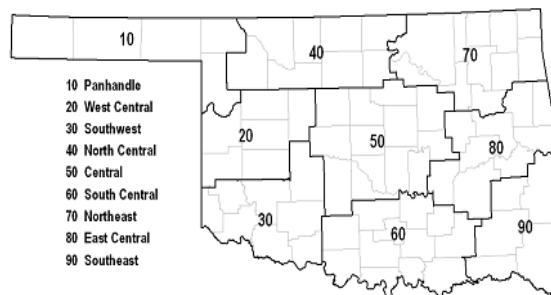 10
40
70
10 Panhandle
20 West Central
30 Southwest
40 North Central
50 Central
60 South Central
70 Northeast
80 East Central
90 Southeast
20
50
80
30
60
90